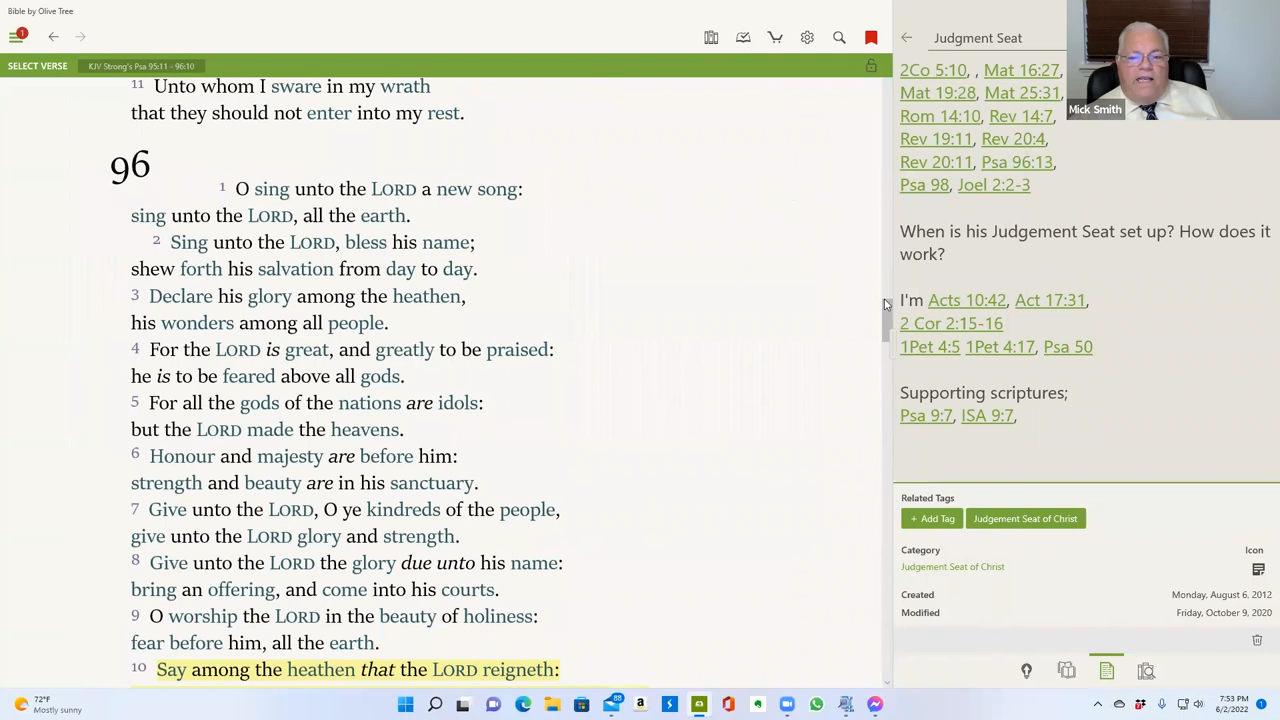 Bible by Olive Tree
1
SELECT VERSE
KJV Strong's Psa 95:11 - 96:10
11 Unto whom I sware in my wrath
that they should not enter into my rest.
96
1 O sing unto the LORD a new song:
sing unto the LORD, all the earth.
2 Sing unto the LORD, bless his name;
shew forth his salvation from day to day.
3 Declare his glory among the heathen,
his wonders among all people.
4 For the LORD is great, and greatly to be praised:
he is to be feared above all gods.
5 For all the gods of the nations are idols:
but the LORD made the heavens.
6 Honour and majesty are before him:
strength and beauty are in his sanctuary.
7 Give unto the LORD, O ye kindreds of the people,
give unto the LORD glory and strength.
8 Give unto the LORD the glory due unto his name:
bring an offering, and come into his courts.
9 O worship the LORD in the beauty of holiness:
fear before him, all the earth.
10 Say among the heathen that the LORD reigneth:
Judgment Seat
Mick Smith
2Co 5:10, , Mat 16:27,
Mat 19:28, Mat 25:31,
Rom 14:10, Rev 14:7,
Rev 19:11, Rev 20:4,
Rev 20:11, Psa 96:13,
Psa 98, Joel 2:2-3
When is his Judgement Seat set up? How does it
work?
I'm Acts 10:42, Act 17:31,
2 Cor 2:15-16
1Pet 4:5 1Pet 4:17, Psa 50
Supporting scriptures;
Psa 9:7, ISA 9:7,
Related Tags
+ Add Tag
Judgement Seat of Christ
Category
Icon
Judgement Seat of Christ
Created
Monday, August 6, 2012
Modified
Friday, October 9, 2020
72°F
Mostly sunny
88
7:53 PM
6/2/2022
1